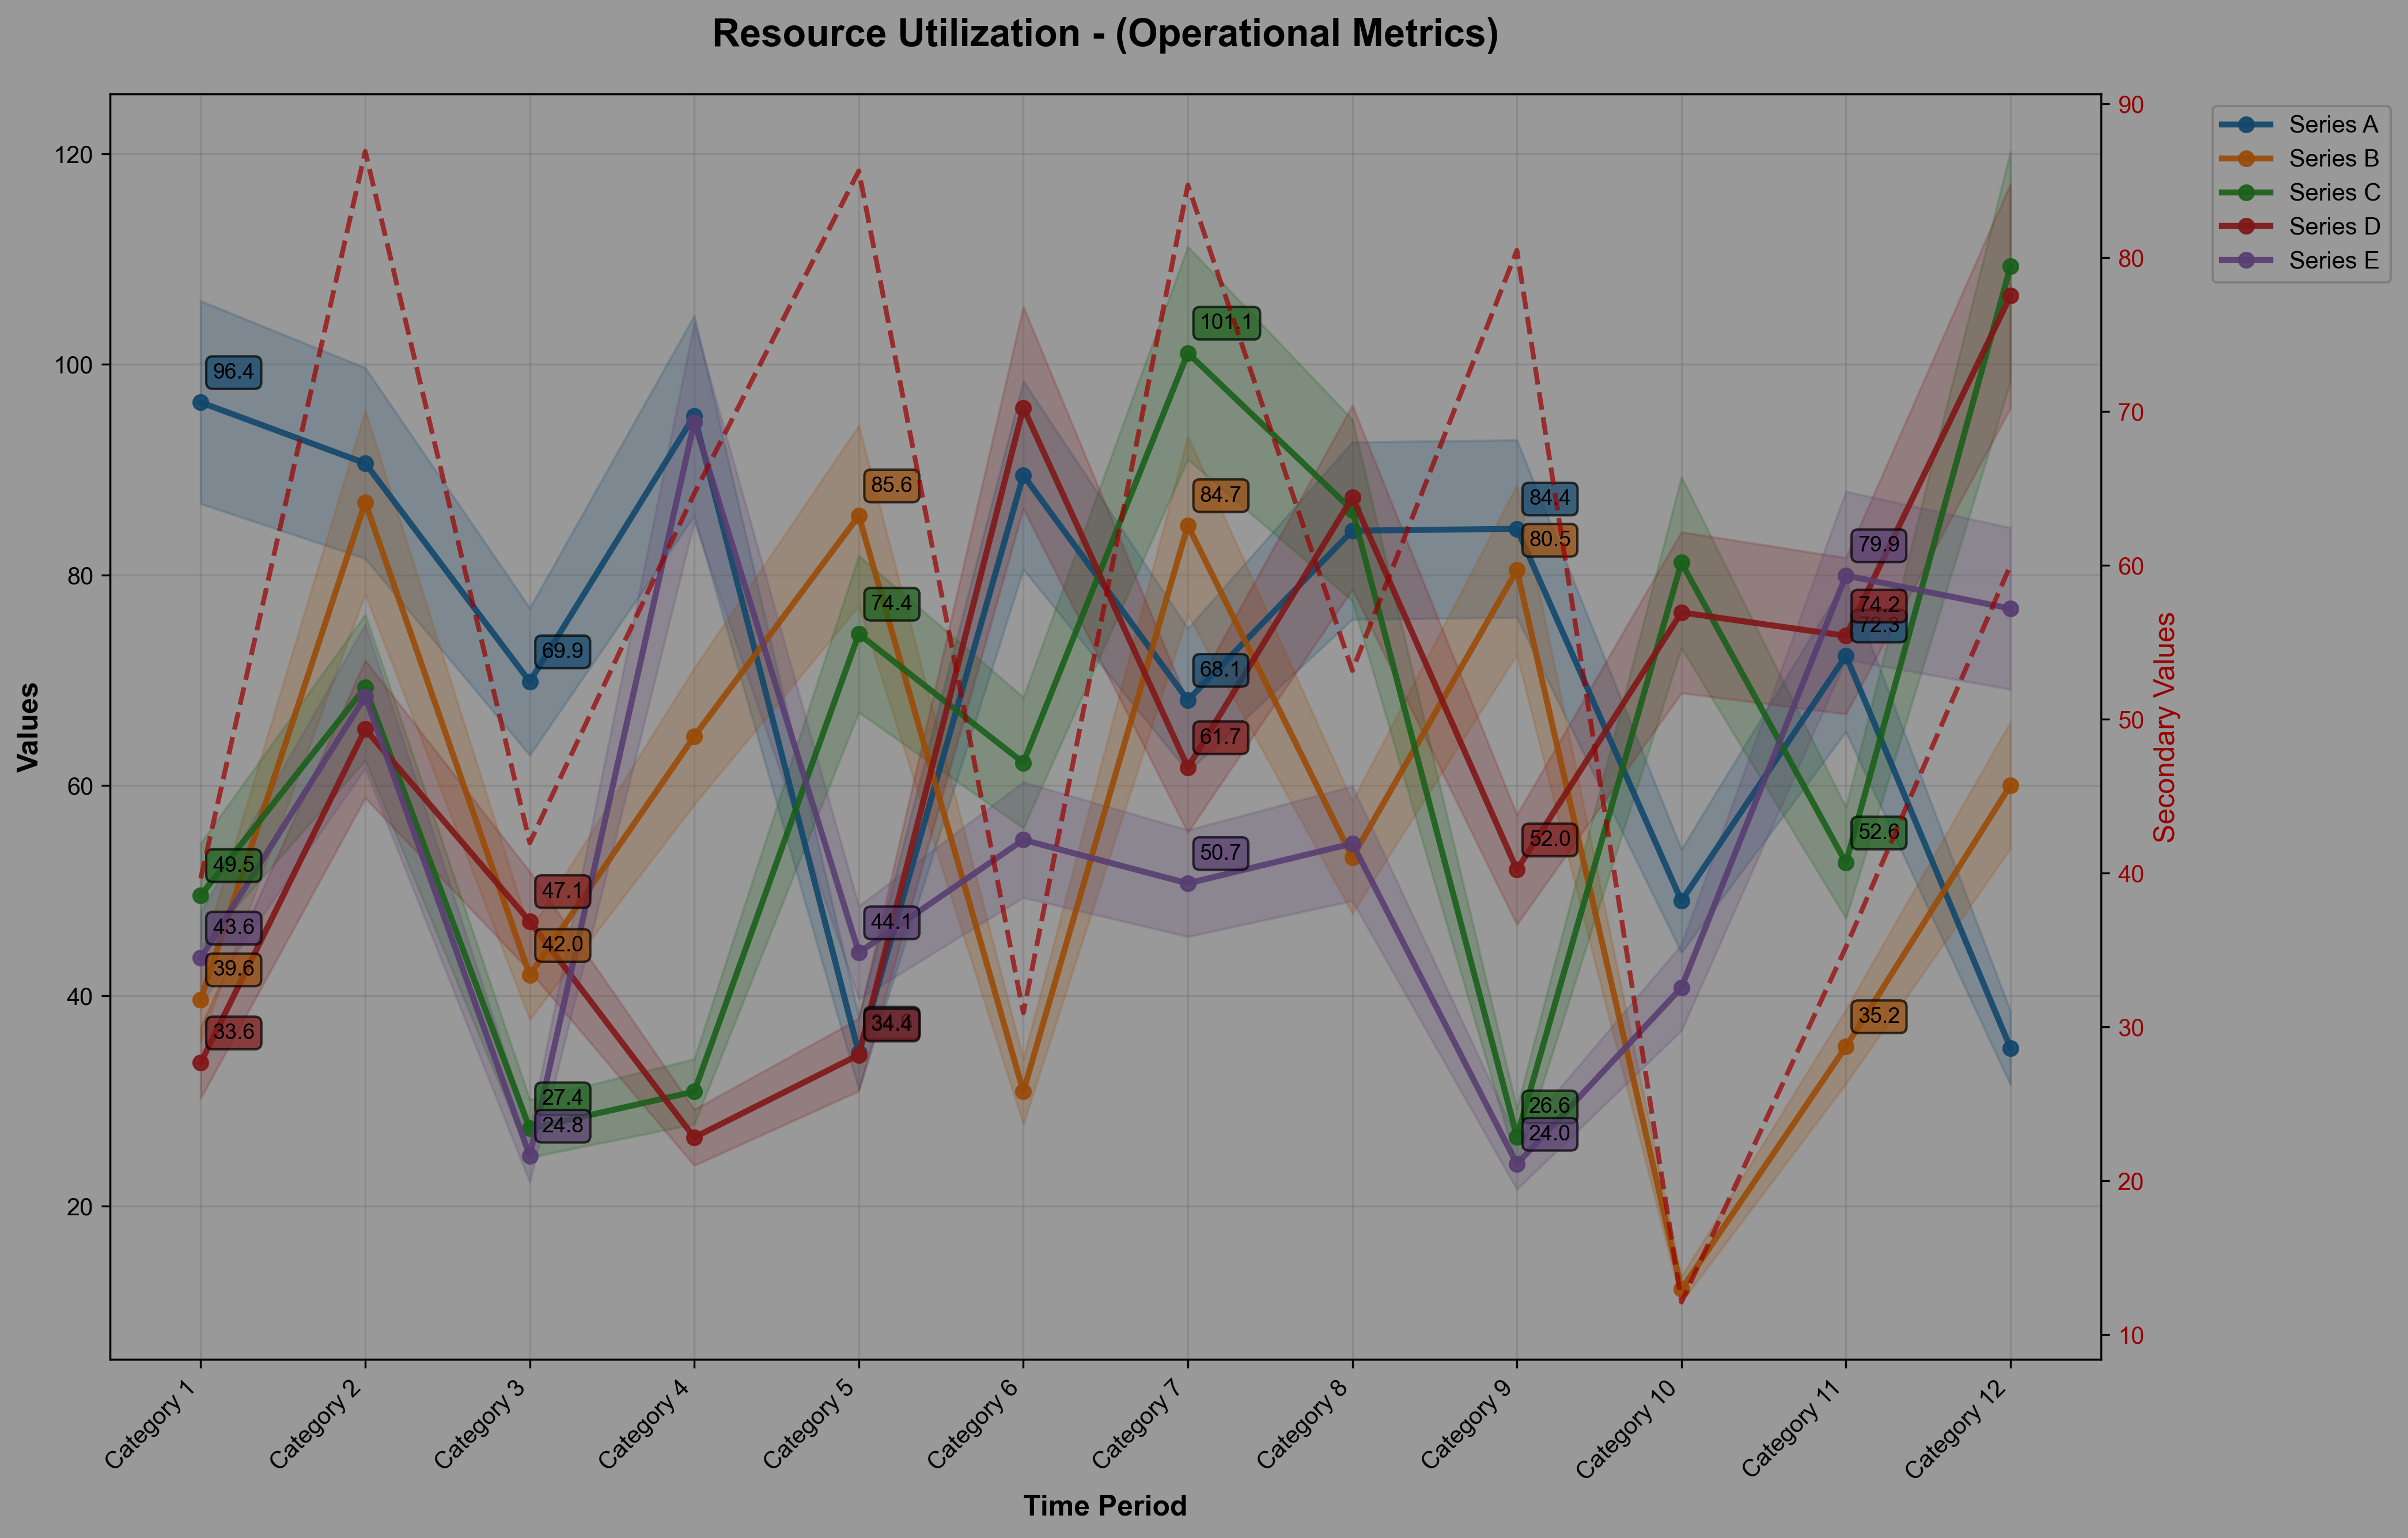 Resource Utilization - (Operational Metrics)
Values
120
100
80
60
40
20
90
80
70
60
50
40
30
20
10
Secondary Values
Series A
Series B
Series C
Series D
Series E
96.4
49.5
43.6
39.6
33.6
69.9
47.1
42.0
27.4
24.8
85.6
74.4
44.1
34.4
101.1
84.7
68.1
61.7
50.7
84.4
80.5
52.0
26.6
24.0
79.9
74.2
72.3
52.6
35.2
Category 1
Category 2
Category 3
Category 4
Category 5
Category 6
Category 7
Category 8
Category 9
Category 10
Category 11
Category 12
Time Period